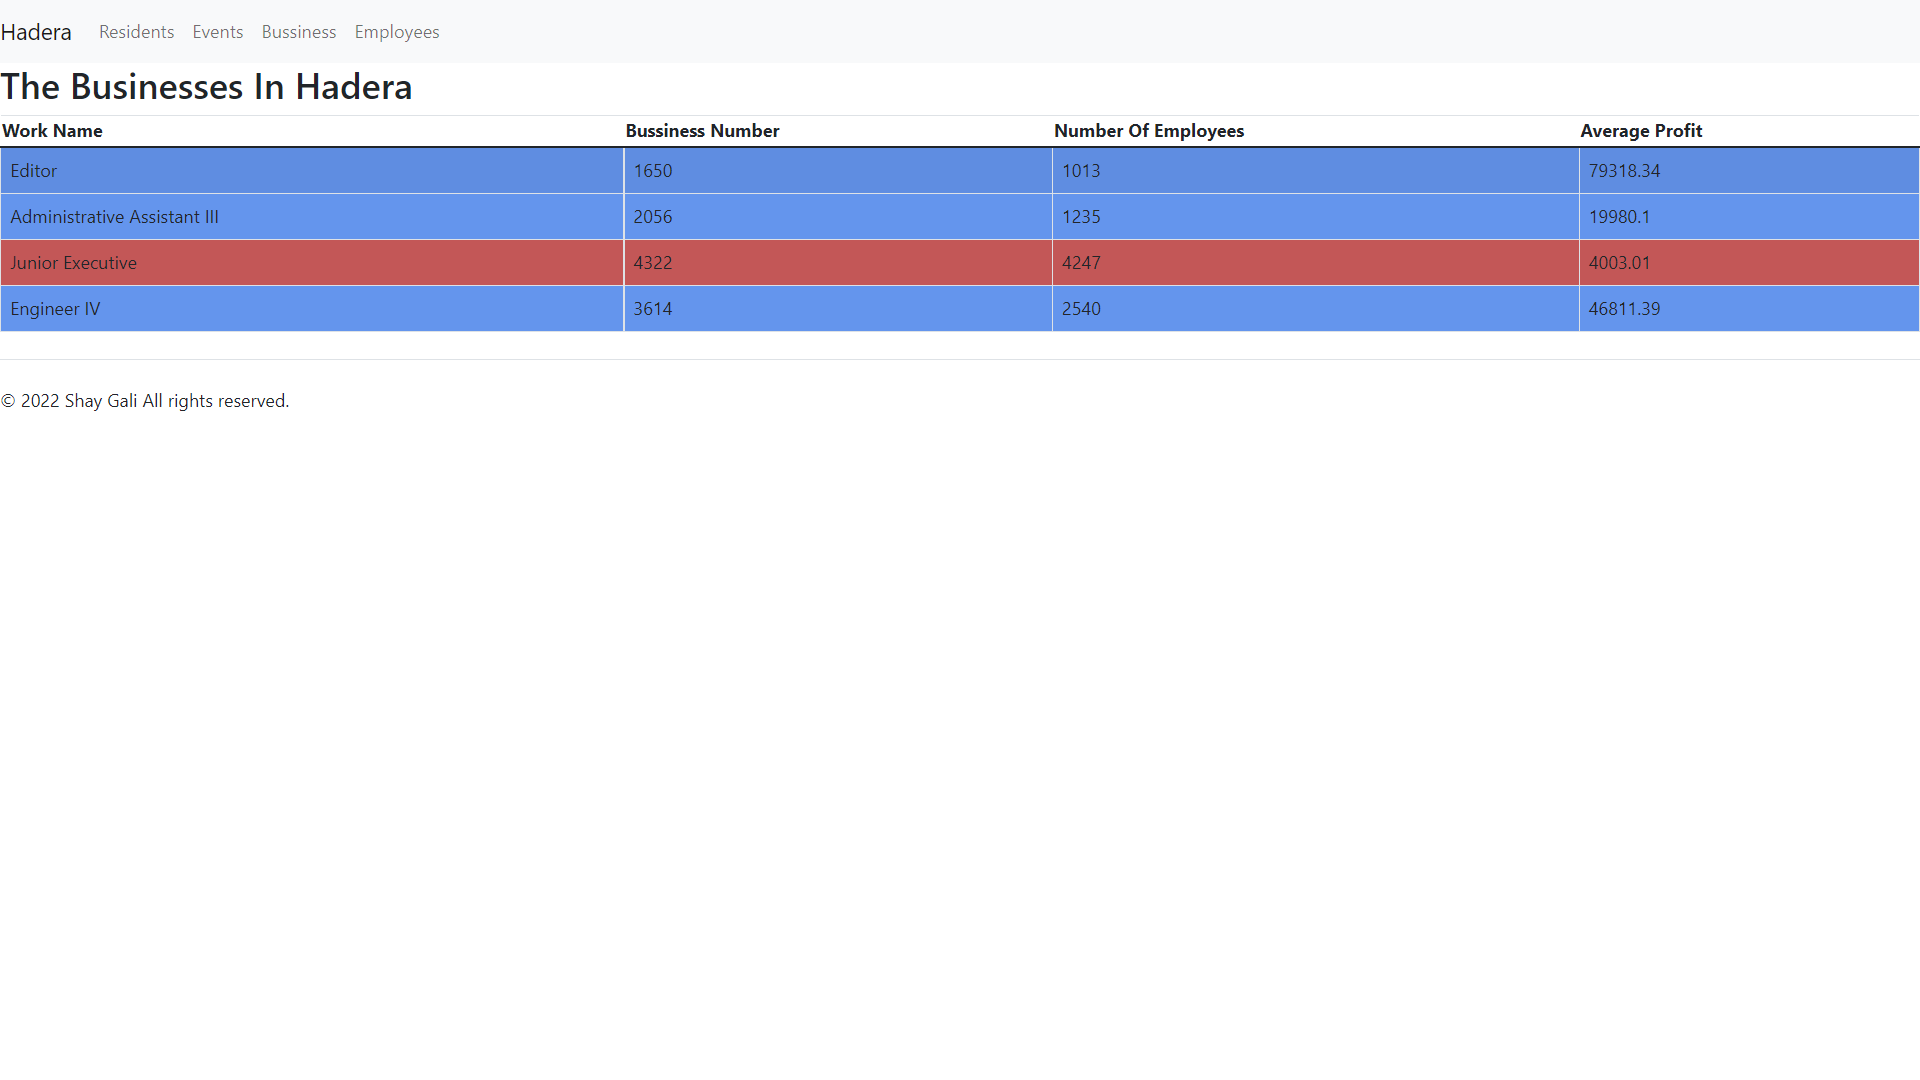 Hadera Residents Events Bussiness Employees
The Businesses In Hadera
Work Name Bussiness Number Number Of Employees Average Profit
Editor 1650 1013 79318.34
Administrative Assistant III 2056 1235 19980.1
Junior Executive 4322 4247 4003.01
Engineer IV 3614 2540 46811.39
© 2022 Shay Gali All rights reserved.